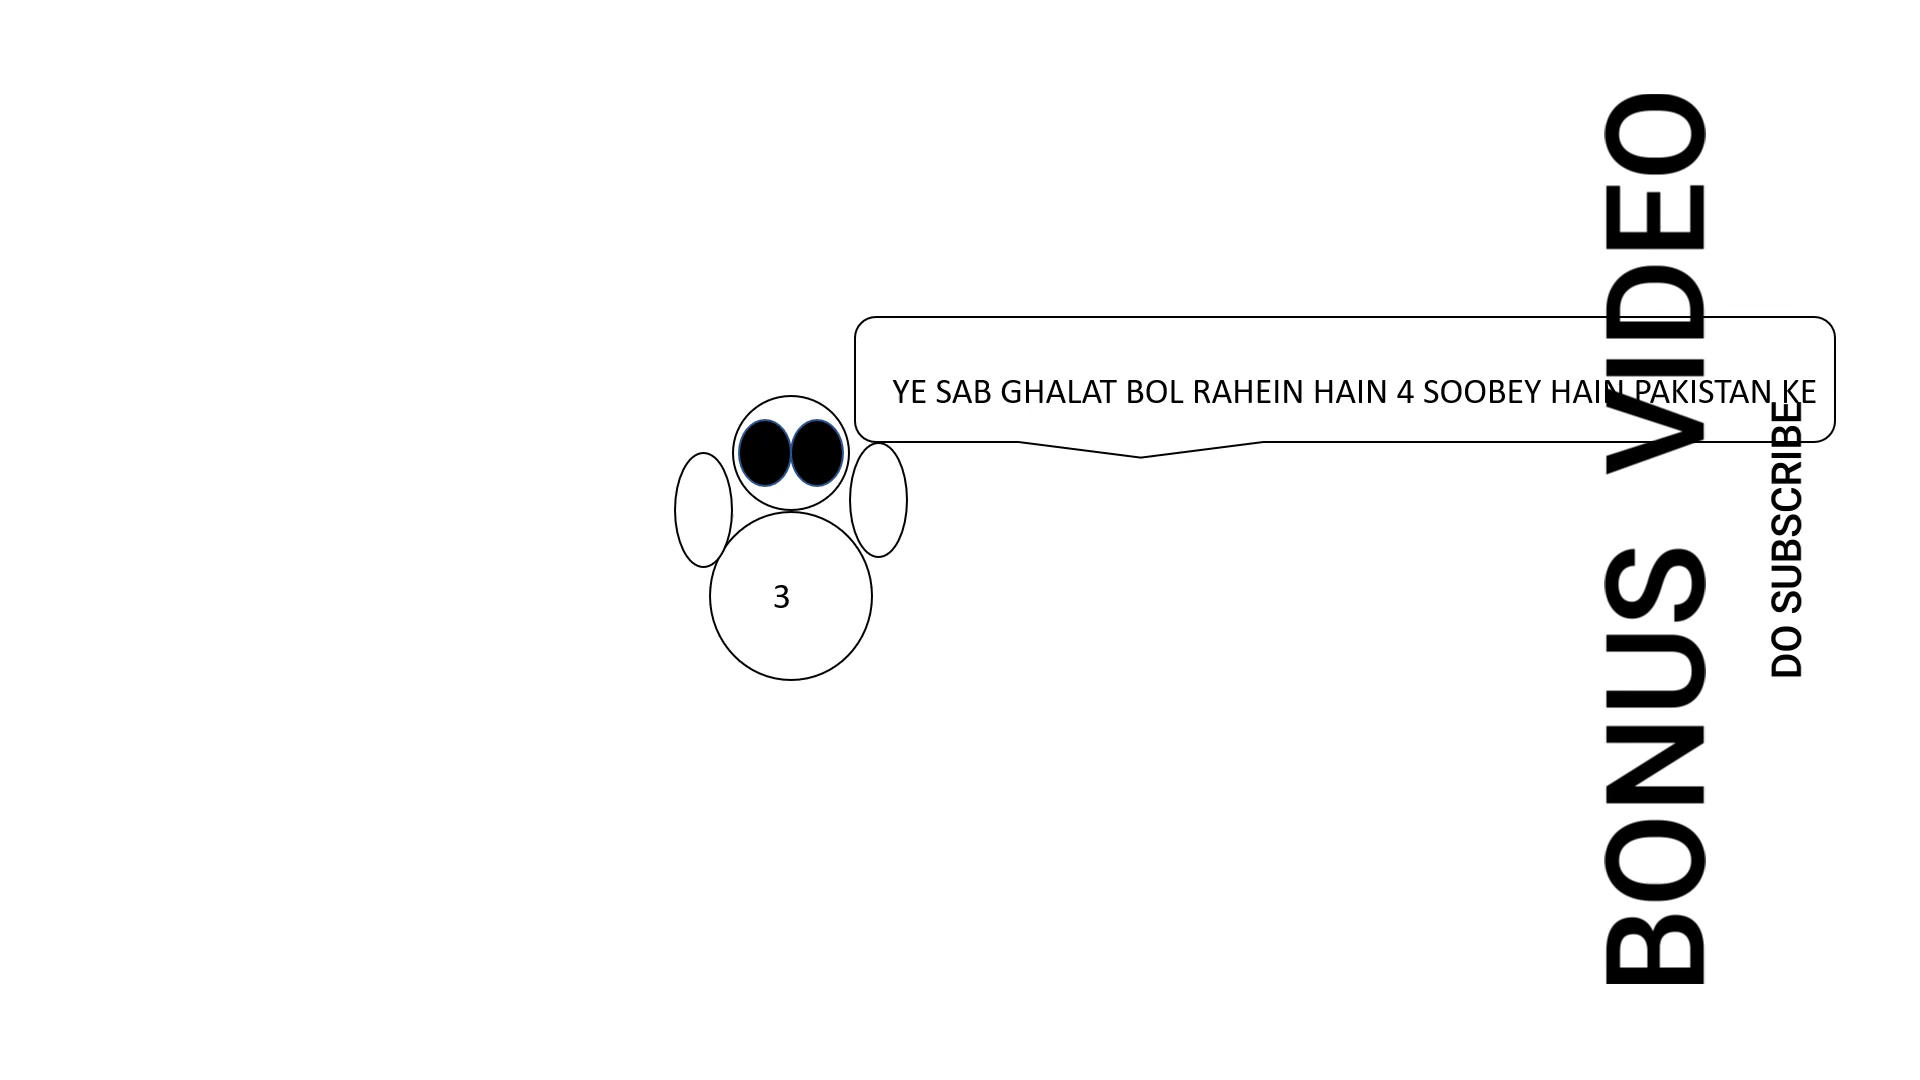 YE SAB GHALAT BOL RAHEIN HAIN 4 SOOBEY HAIN PAKISTAN KE
3
BONUS VIDEO
DO SUBSCRIBE